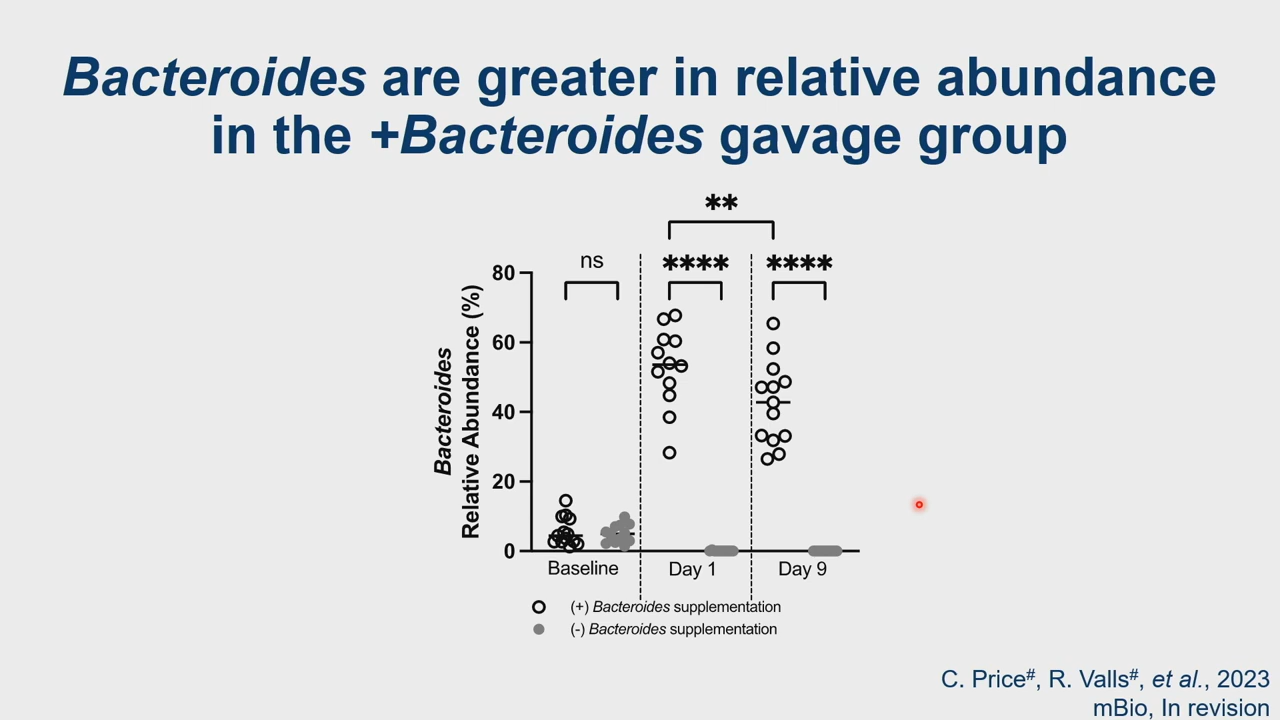 Bacteroides are greater in relative abundance
in the +Bacteroides gavage group
**
ns
****
****
Bacteroides
Relative Abundance (%)
80
60
40
20
0
Baseline
Day 1
Day 9
(+) Bacteroides supplementation
(-) Bacteroides supplementation
C. Price#, R. Valls#, et al., 2023
mBio, In revision